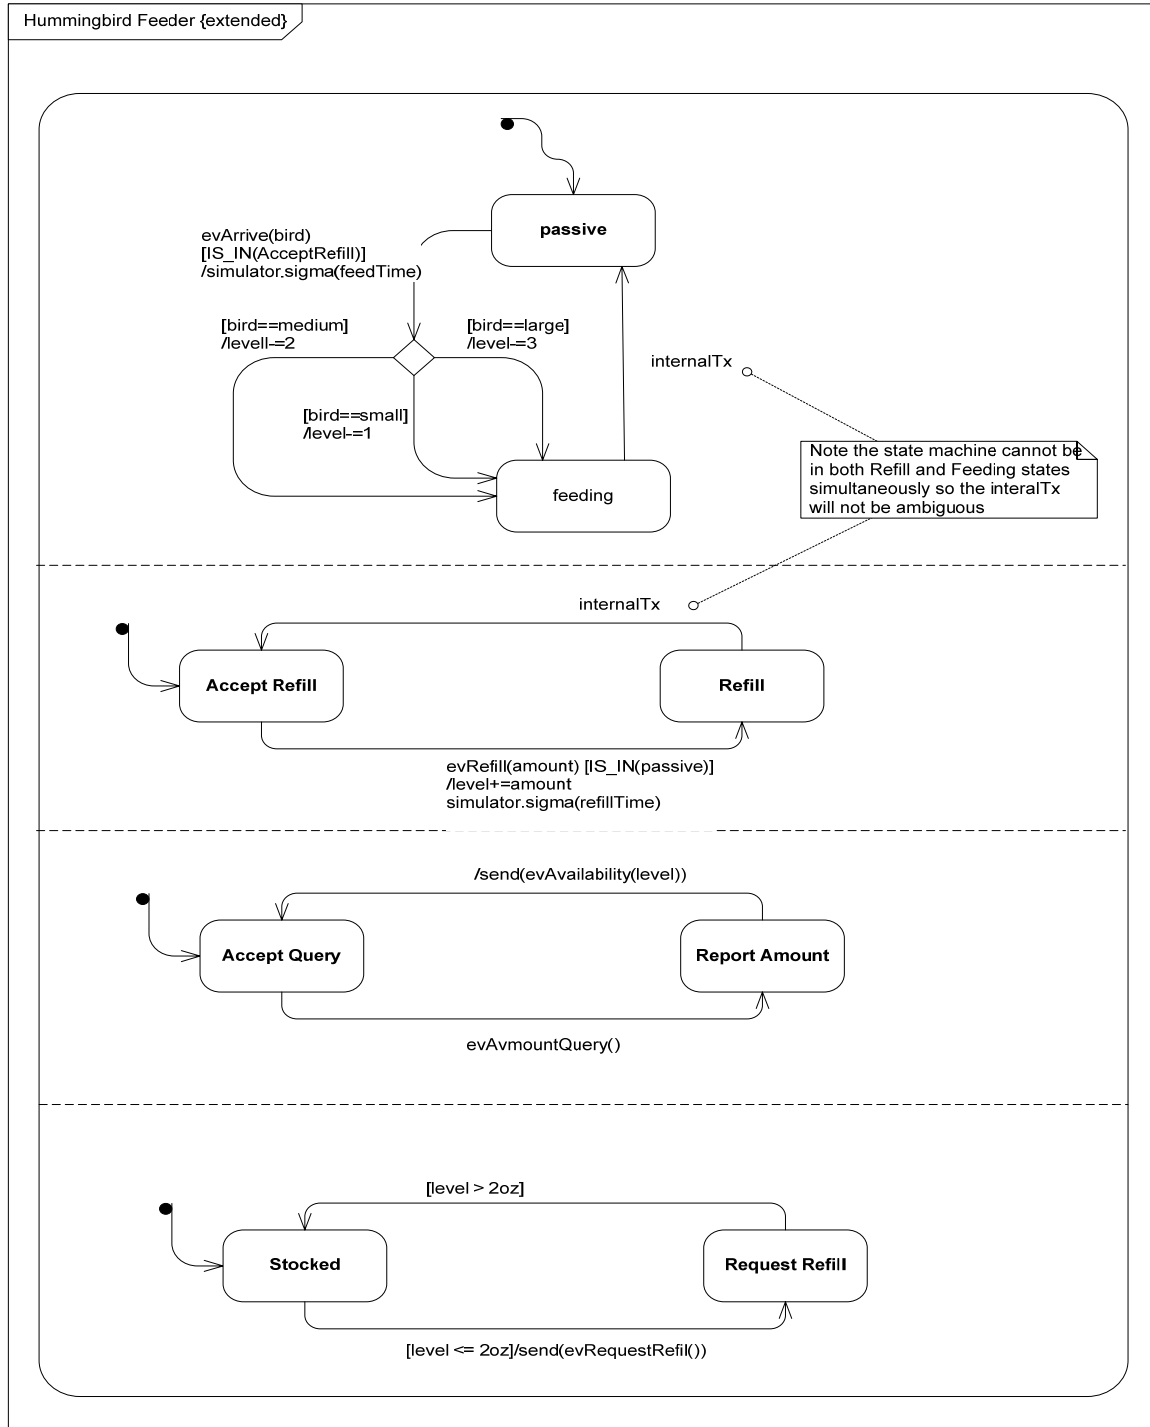 Hummingbird Feeder {extended}
passive
evArrive(bird)
[IS_IN(AcceptRefill)]
/simulator.sigma(feedTime)
[bird==medium]
/levell-=2
[bird==large]
/level-=3
internalTx
[bird==small]
/level-=1
Note the state machine cannot be
in both Refill and Feeding states
simultaneously so the interalTx
will not be ambiguous
feeding
internalTx
Accept Refill
Refill
evRefill(amount) [IS_IN(passive)]
/level+=amount
simulator.sigma(refillTime)
/send(evAvailability(level))
Accept Query
Report Amount
evAvmountQuery()
[level > 2oz]
Stocked
Request Refill
[level <= 2oz]/send(evRequestRefil())